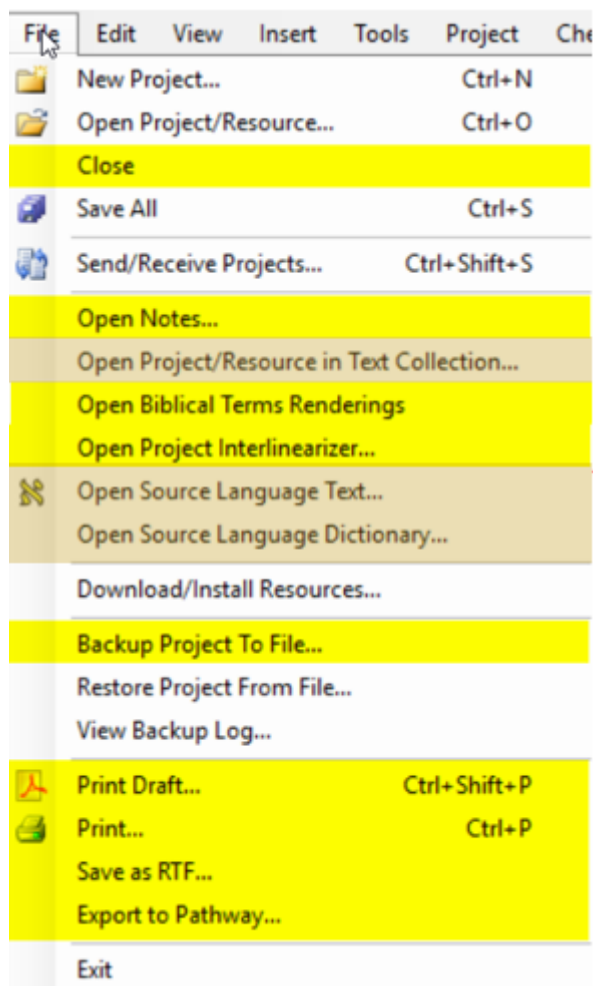 File Edit View Insert Tools Project Che
New Project... Ctrl+N
Open Project/Resource... Ctrl+O
Close
Save All Ctrl+S
Send/Receive Projects... Ctrl+Shift+S
Open Notes...
Open Project/Resource in Text Collection...
Open Biblical Terms Renderings
Open Project Interlinearizer...
Open Source Language Text...
Open Source Language Dictionary...
Download/Install Resources...
Backup Project To File...
Restore Project From File...
View Backup Log...
Print Draft... Ctrl+Shift+P
Print... Ctrl+P
Save as RTF...
Export to Pathway...
Exit